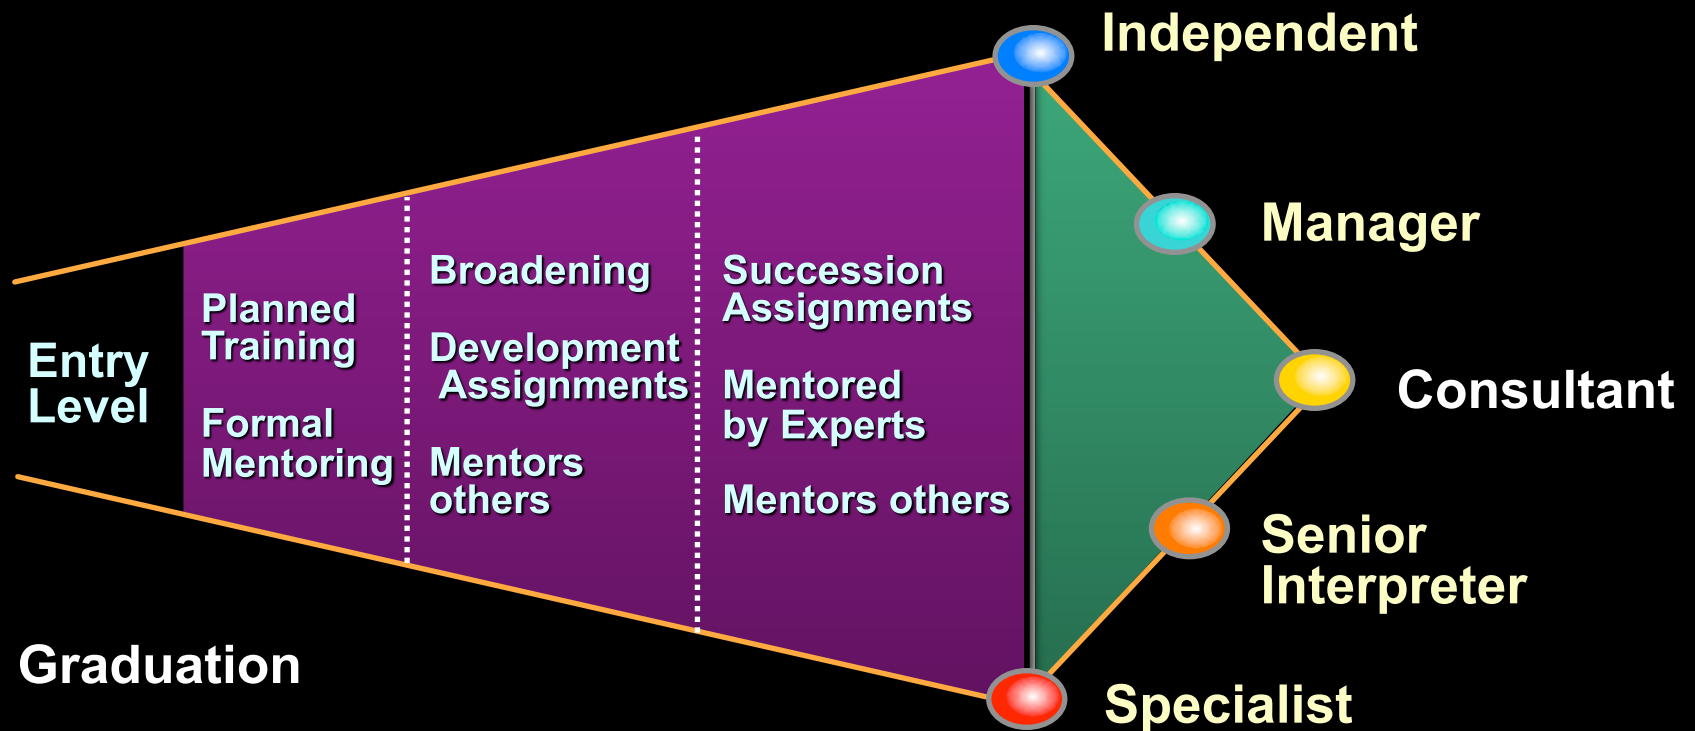 Entry
Level
Graduation
Planned
Training
Formal
Mentoring
Broadening
Development
Assignments
Mentors
others
Succession
Assignments
Mentored
by Experts
Mentors others
Independent
Manager
Consultant
Senior
Interpreter
Specialist